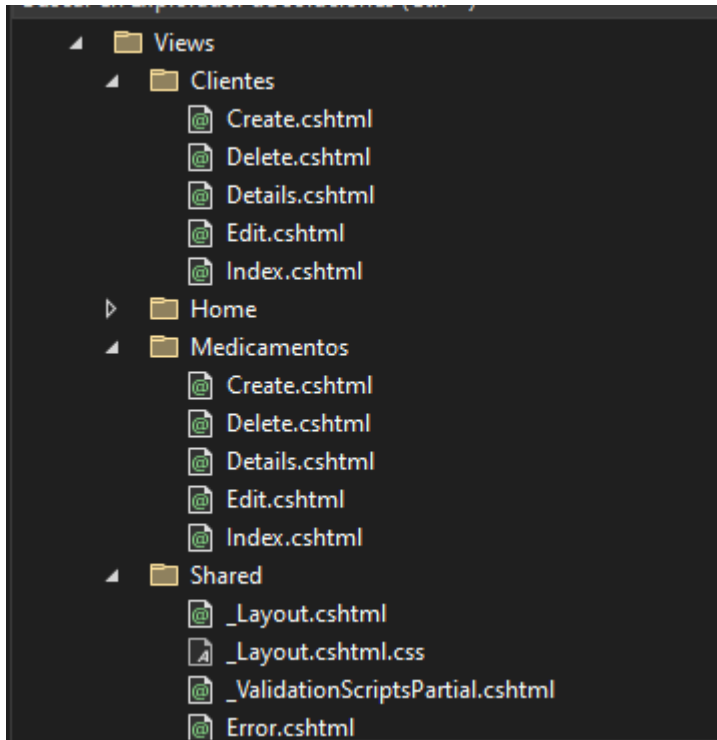 Views
Clientes
Create.cshtml
Delete.cshtml
Details.cshtml
Edit.cshtml
Index.cshtml
Home
Medicamentos
Create.cshtml
Delete.cshtml
Details.cshtml
Edit.cshtml
Index.cshtml
Shared
_Layout.cshtml
_Layout.cshtml.css
_ValidationScriptsPartial.cshtml
Error.cshtml